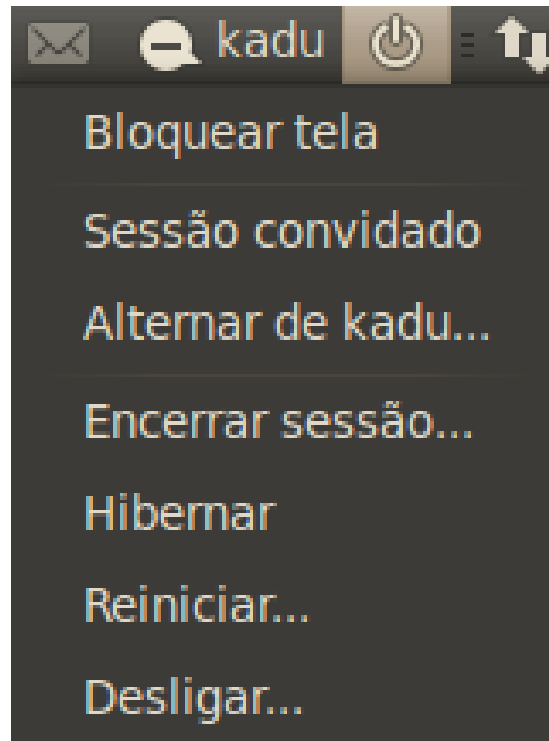 kadu
Bloquear tela
Sessão convidado
Alternar de kadu...
Encerrar sessão...
Hibernar
Reiniciar...
Desligar...